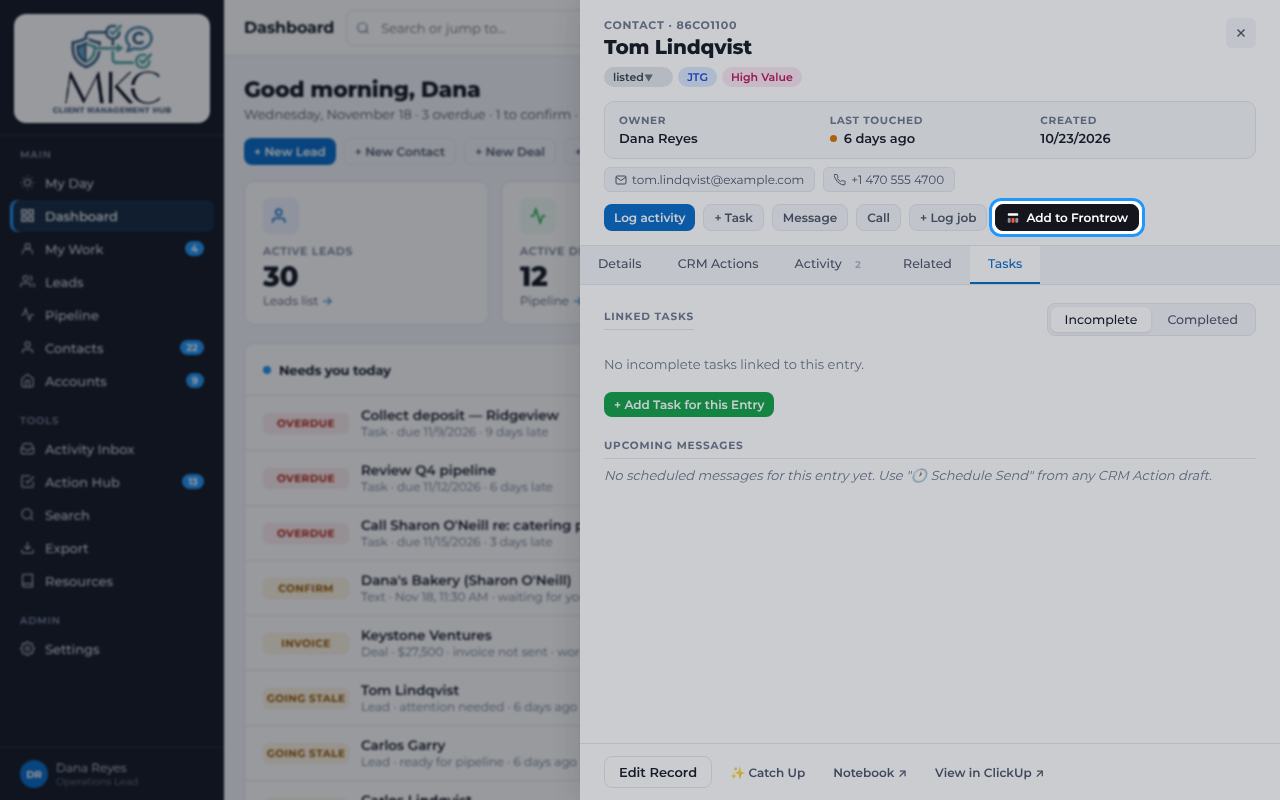 MKC
CLIENT MANAGEMENT HUB
MAIN
My Day
Dashboard
My Work 4
Leads
Pipeline
Contacts 22
Accounts 9
TOOLS
Activity Inbox
Action Hub 13
Search
Export
Resources
ADMIN
Settings
DR
Dana Reyes
Operations Lead
Dashboard
Search or jump to...
Good morning, Dana
Wednesday, November 18 · 3 overdue · 1 to confirm ·
+ New Lead
+ New Contact
+ New Deal
+
ACTIVE LEADS
30
Leads list →
ACTIVE
12
Pipeline →
Needs you today
OVERDUE
Collect deposit — Ridgeview
Task · due 11/9/2026 · 9 days late
OVERDUE
Review Q4 pipeline
Task · due 11/12/2026 · 6 days late
OVERDUE
Call Sharon O'Neill re: catering
Task · due 11/15/2026 · 3 days late
CONFIRM
Dana's Bakery (Sharon O'Neill)
Text · Nov 18, 11:30 AM · waiting for
INVOICE
Keystone Ventures
Deal · $27,500 · invoice not sent ·
GOING STALE
Tom Lindqvist
Lead · attention needed · 6 days ago
GOING STALE
Carlos Garry
Lead · ready for pipeline · 6 days ago
Carlos Lindqvist
CONTACT · 86CO1100
Tom Lindqvist
×
listed▼
JTG
High Value
OWNER
Dana Reyes
LAST TOUCHED
6 days ago
CREATED
10/23/2026
tom.lindqvist@example.com
+1 470 555 4700
Log activity
+ Task
Message
Call
+ Log job
Add to Frontrow
Details
CRM Actions
Activity 2
Related
Tasks
LINKED TASKS
Incomplete
Completed
No incomplete tasks linked to this entry.
+ Add Task for this Entry
UPCOMING MESSAGES
No scheduled messages for this entry yet. Use "🕐 Schedule Send" from any CRM Action draft.
Edit Record
✨ Catch Up
Notebook ↗
View in ClickUp ↗